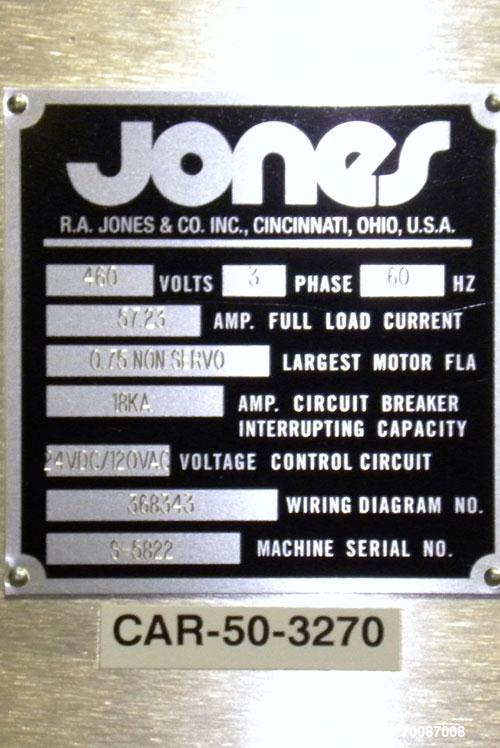 Jones
R.A. JONES & CO. INC., CINCINNATI, OHIO, U.S.A.
460 VOLTS 3 PHASE 60 HZ
57.23 AMP. FULL LOAD CURRENT
0.75 NON SERVO LARGEST MOTOR FLA
18KA AMP. CIRCUIT BREAKER
INTERRUPTING CAPACITY
24VDC/120VAC VOLTAGE CONTROL CIRCUIT
368343 WIRING DIAGRAM NO.
S-5822 MACHINE SERIAL NO.
CAR-50-3270
70087008